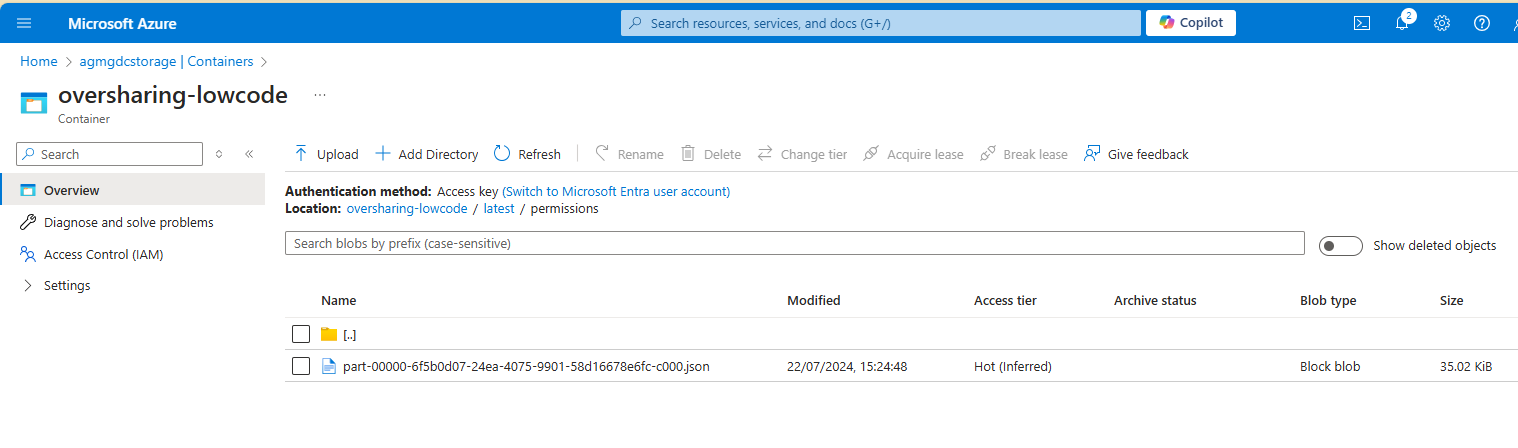 Microsoft Azure
Search resources, services, and docs (G+/)
Copilot
2
Home > agmgdcstorage | Containers >
oversharing-lowcode ...
Container
Search
Upload
Add Directory
Refresh
Rename
Delete
Change tier
Acquire lease
Break lease
Give feedback
Overview
Diagnose and solve problems
Access Control (IAM)
Settings
Authentication method: Access key (Switch to Microsoft Entra user account)
Location: oversharing-lowcode / latest / permissions
Search blobs by prefix (case-sensitive)
Show deleted objects
Name Modified Access tier Archive status Blob type Size
[..]
part-00000-6f5b0d07-24ea-4075-9901-58d16678e6fc-c000.json 22/07/2024, 15:24:48 Hot (Inferred) Block blob 35.02 KiB